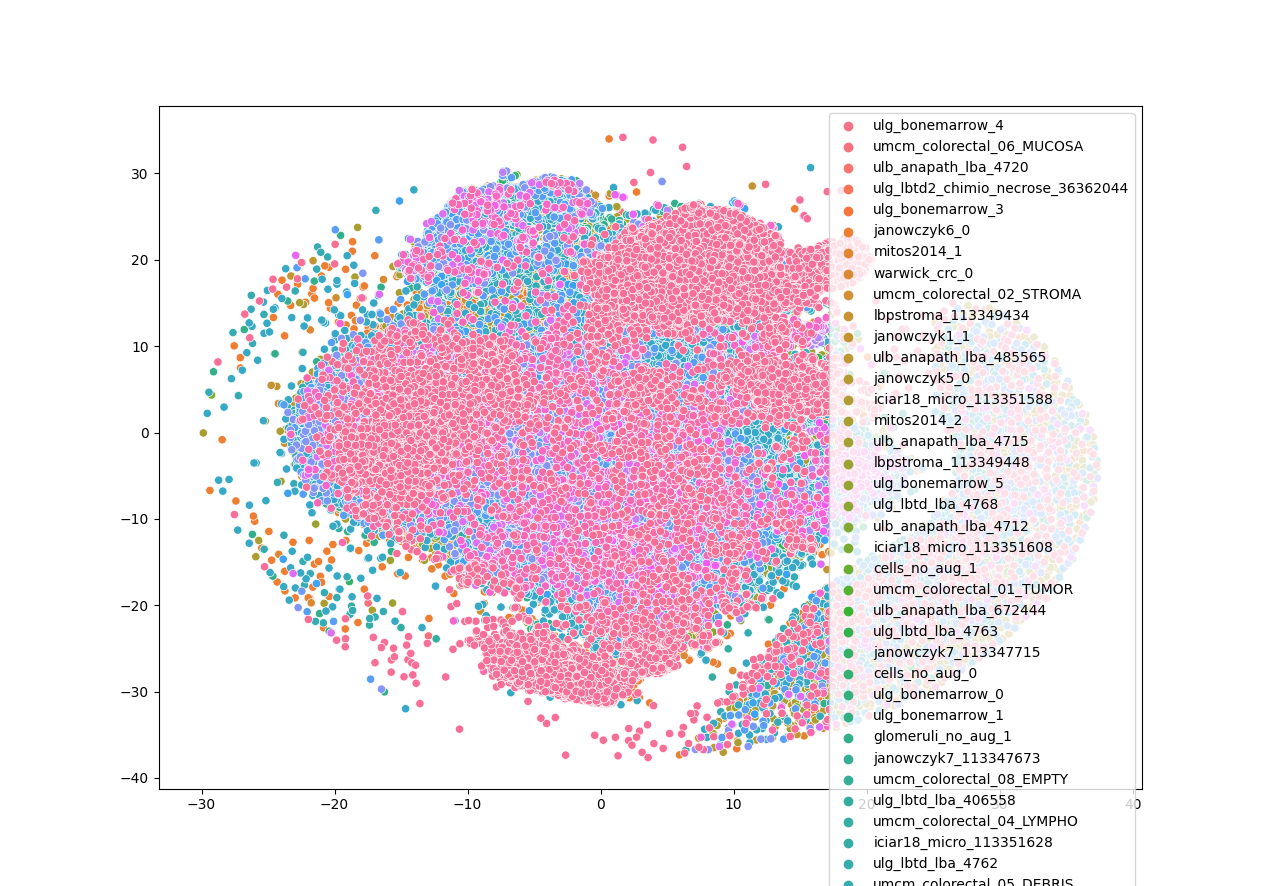 30
20
10
0
−10
−20
−30
−40
−30
−20
−10
0
10
20
30
40
ulg_bonemarrow_4
umcm_colorectal_06_MUCOSA
ulb_anapath_lba_4720
ulg_lbtd2_chimio_necrose_36362044
ulg_bonemarrow_3
janowczyk6_0
mitos2014_1
warwick_crc_0
umcm_colorectal_02_STROMA
lbpstroma_113349434
janowczyk1_1
ulb_anapath_lba_485565
janowczyk5_0
iciar18_micro_113351588
mitos2014_2
ulb_anapath_lba_4715
lbpstroma_113349448
ulg_bonemarrow_5
ulg_lbtd_lba_4768
ulb_anapath_lba_4712
iciar18_micro_113351608
cells_no_aug_1
umcm_colorectal_01_TUMOR
ulb_anapath_lba_672444
ulg_lbtd_lba_4763
janowczyk7_113347715
cells_no_aug_0
ulg_bonemarrow_0
ulg_bonemarrow_1
glomeruli_no_aug_1
janowczyk7_113347673
umcm_colorectal_08_EMPTY
ulg_lbtd_lba_406558
umcm_colorectal_04_LYMPHO
iciar18_micro_113351628
ulg_lbtd_lba_4762
umcm_colorectal_05_DEBRIS